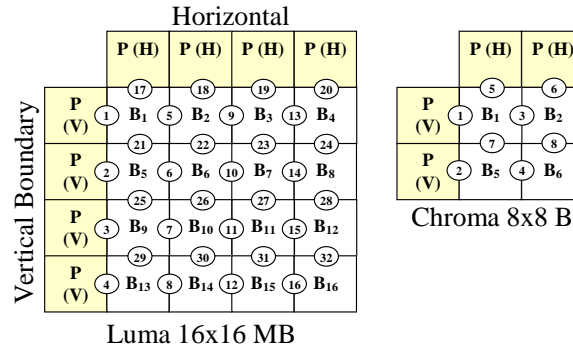 Horizontal
P (H) P (H) P (H) P (H) P (H) P (H)
17 18 19 20 5 6
P (V) 1 B1 5 B2 9 B3 13 B4 P (V) 1 B1 3 B2
21 22 23 24 7 8
P (V) 2 B5 6 B6 10 B7 14 B8 P (V) 2 B5 4 B6
25 26 27 28
P (V) 3 B9 7 B10 11 B11 15 B12
29 30 31 32
P (V) 4 B13 8 B14 12 B15 16 B16
Vertical Boundary
Luma 16x16 MB
Chroma 8x8 B